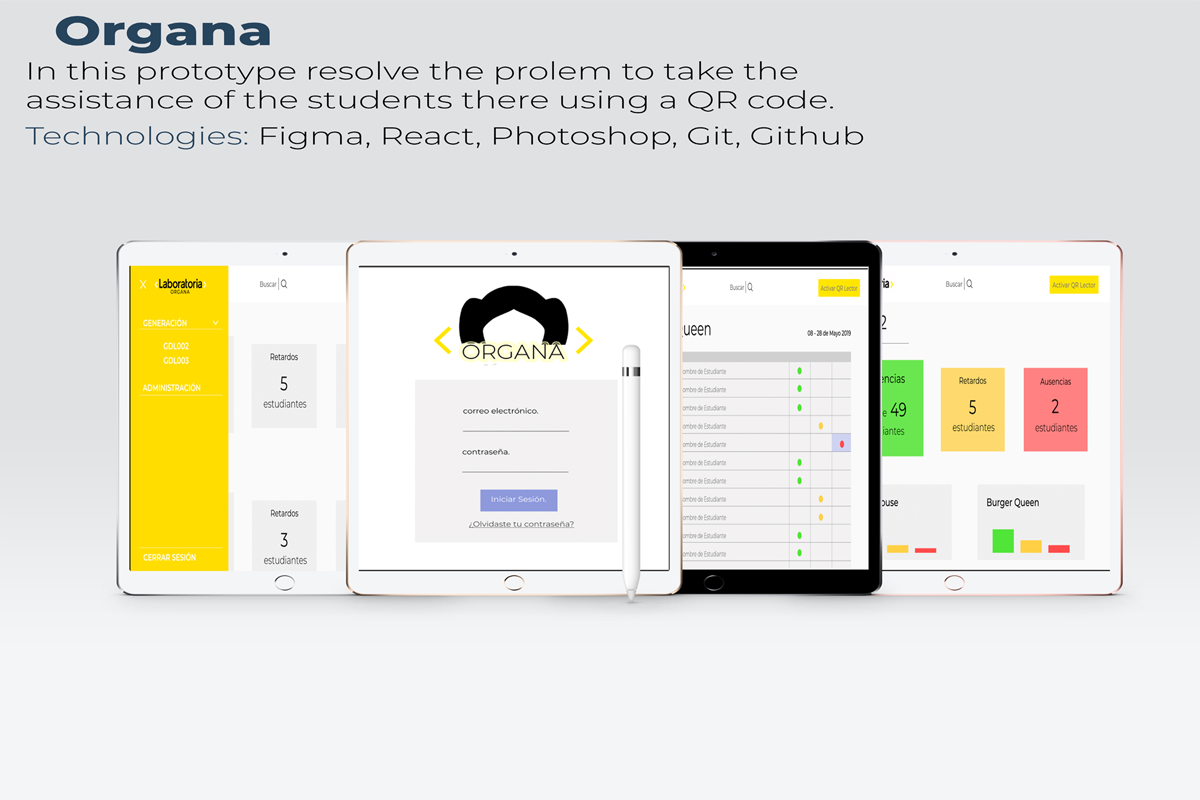 Organa
In this prototype resolve the prolem to take the
assistance of the students there using a QR code.
Technologies: Figma, React, Photoshop, Git, Github
X Laboratoria
ORGANA
GENERACIÓN
GDL002
GDL003
ADMINISTRACIÓN
CERRAR SESIÓN
Buscar
Retardos
5
estudiantes
Retardos
3
estudiantes
< ORGANA >
correo electrónico.
contraseña.
Iniciar Sesión.
¿Olvidaste tu contraseña?
Buscar
Activar QR Lector
ueen
08 - 28 de Mayo 2019
ombre de Estudiante
ombre de Estudiante
ombre de Estudiante
ombre de Estudiante
ombre de Estudiante
ombre de Estudiante
ombre de Estudiante
ombre de Estudiante
ombre de Estudiante
ombre de Estudiante
ombre de Estudiante
ia>
Buscar
Activar QR Lector
2
encias
e 49
iantes
Retardos
5
estudiantes
Ausencias
2
estudiantes
ouse
Burger Queen